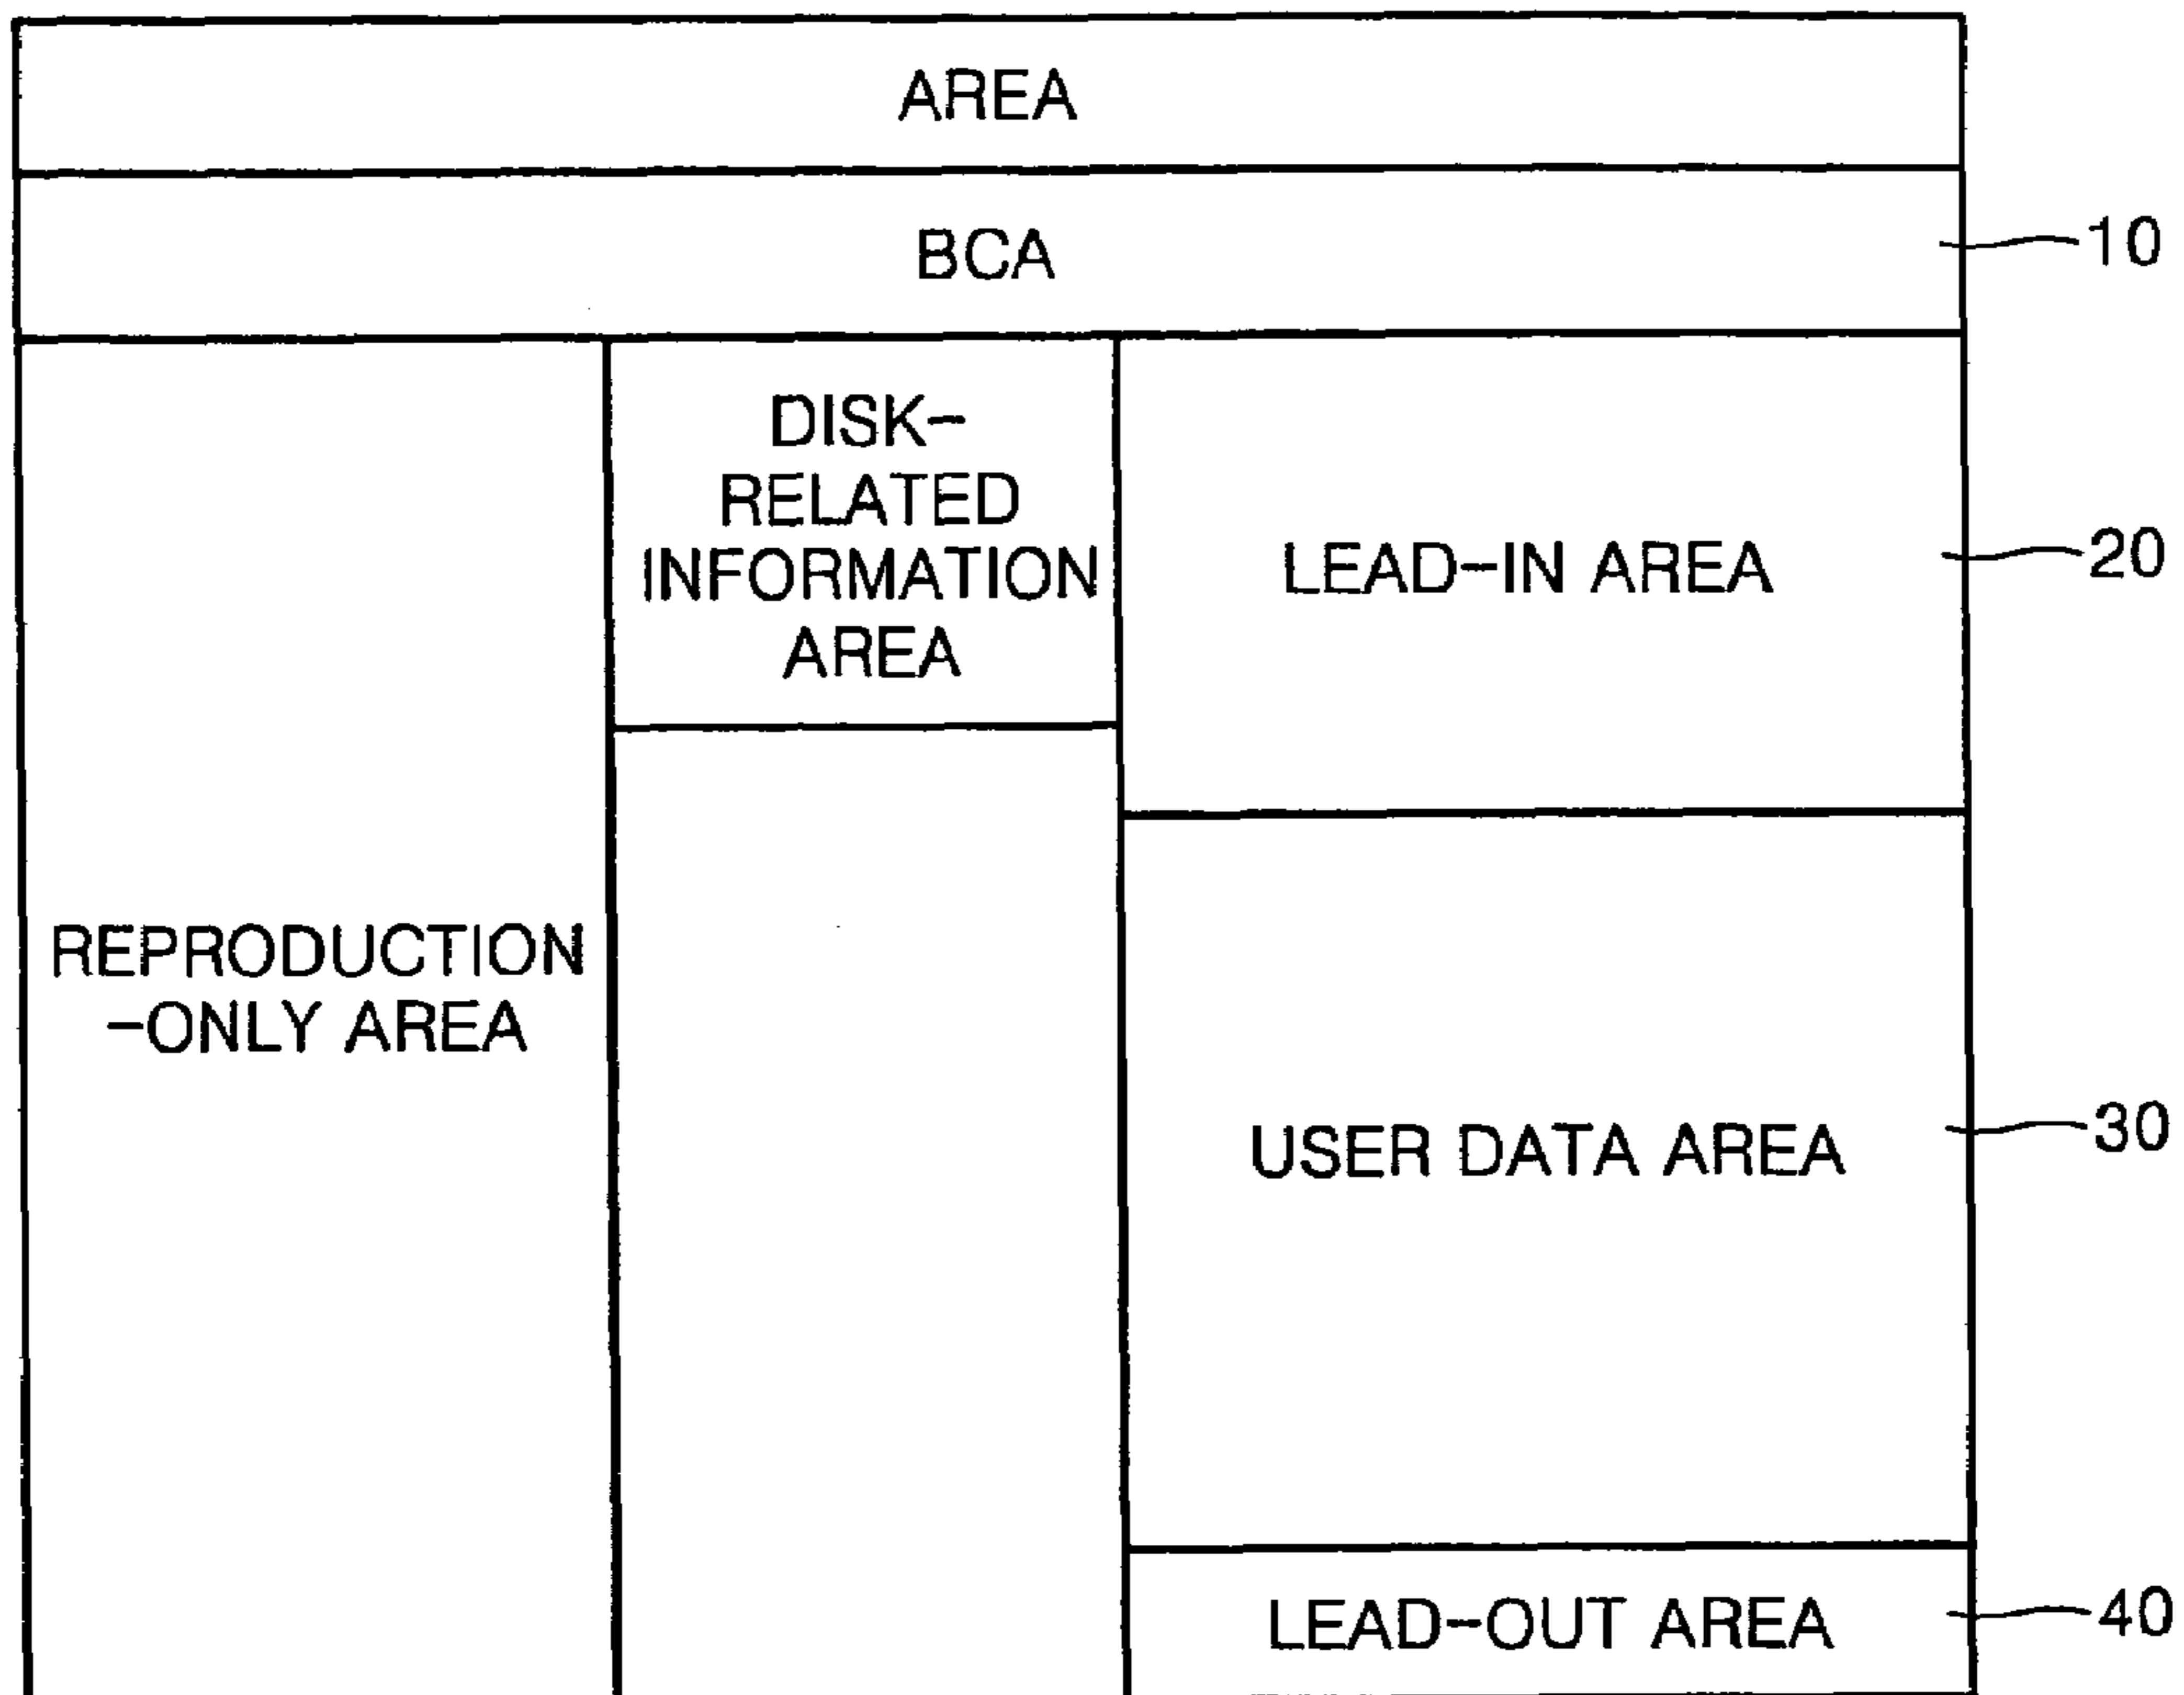 AREA
BCA
10
DISK-
RELATED
INFORMATION
AREA
LEAD-IN AREA
20
REPRODUCTION
-ONLY AREA
USER DATA AREA
30
LEAD-OUT AREA
40